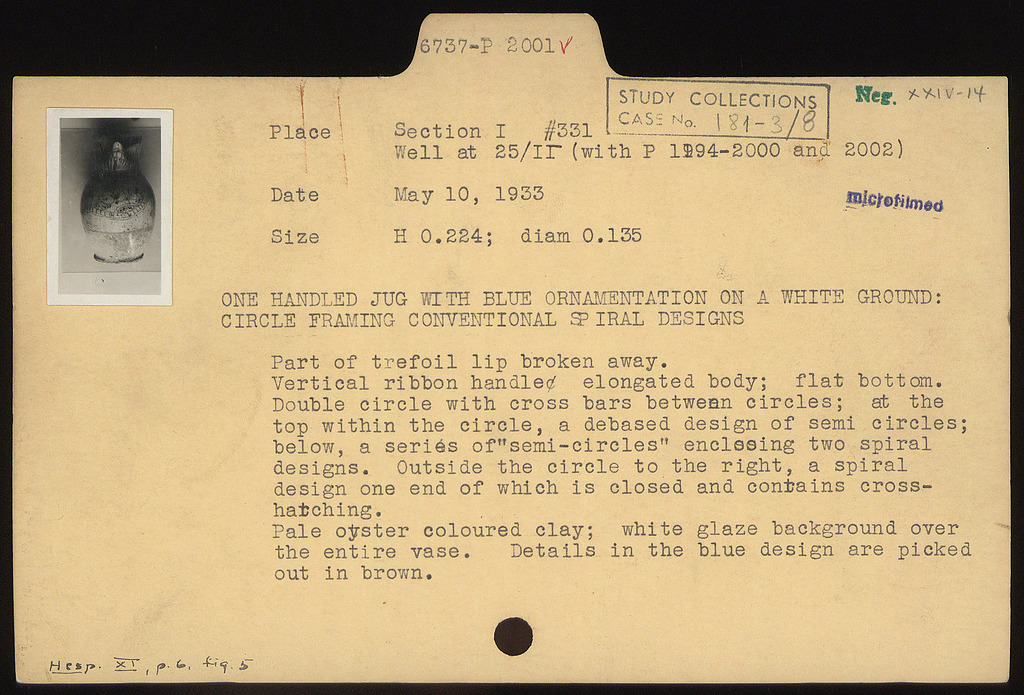 6737-P 2001 ✓
STUDY COLLECTIONS
CASE No. 181-3/8
Neg. XXIV-14
Place Section I #331
Well at 25/II (with P 1994-2000 and 2002)
Date May 10, 1933
microfilmed
Size H 0.224; diam 0.135
ONE HANDLED JUG WITH BLUE ORNAMENTATION ON A WHITE GROUND:
CIRCLE FRAMING CONVENTIONAL SPIRAL DESIGNS
Part of trefoil lip broken away.
Vertical ribbon handle; elongated body; flat bottom.
Double circle with cross bars between circles; at the
top within the circle, a debased design of semi circles;
below, a series of"semi-circles" enclosing two spiral
designs. Outside the circle to the right, a spiral
design one end of which is closed and contains cross-
hatching.
Pale oyster coloured clay; white glaze background over
the entire vase. Details in the blue design are picked
out in brown.
Hesp. XI, p. 6, fig. 5